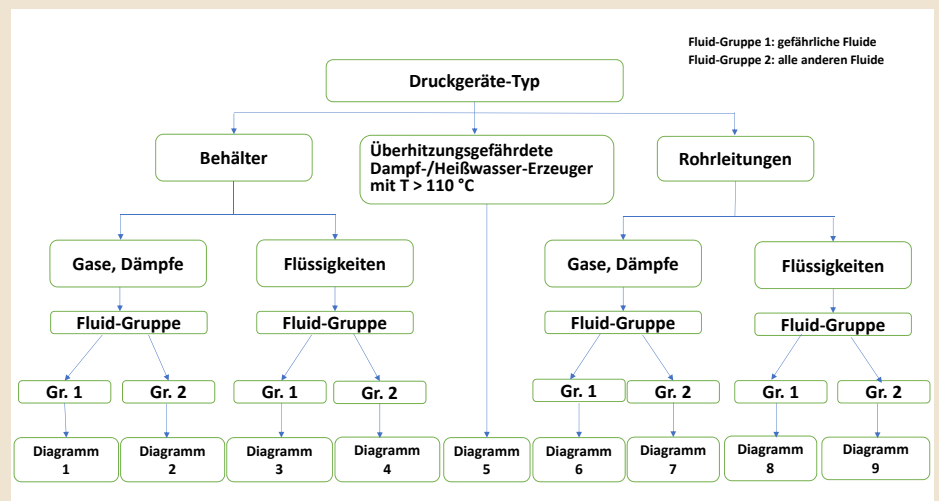 Fluid-Gruppe 1: gefährliche Fluide
Fluid-Gruppe 2: alle anderen Fluide
Druckgeräte-Typ
Behälter
Überhitzungsgefährdete
Dampf-/Heißwasser-Erzeuger
mit T > 110 °C
Rohrleitungen
Gase, Dämpfe
Flüssigkeiten
Gase, Dämpfe
Flüssigkeiten
Fluid-Gruppe
Fluid-Gruppe
Fluid-Gruppe
Fluid-Gruppe
Gr. 1
Gr. 2
Gr. 1
Gr. 2
Gr. 1
Gr. 2
Gr. 1
Gr. 2
Diagramm
1
Diagramm
2
Diagramm
3
Diagramm
4
Diagramm
5
Diagramm
6
Diagramm
7
Diagramm
8
Diagramm
9